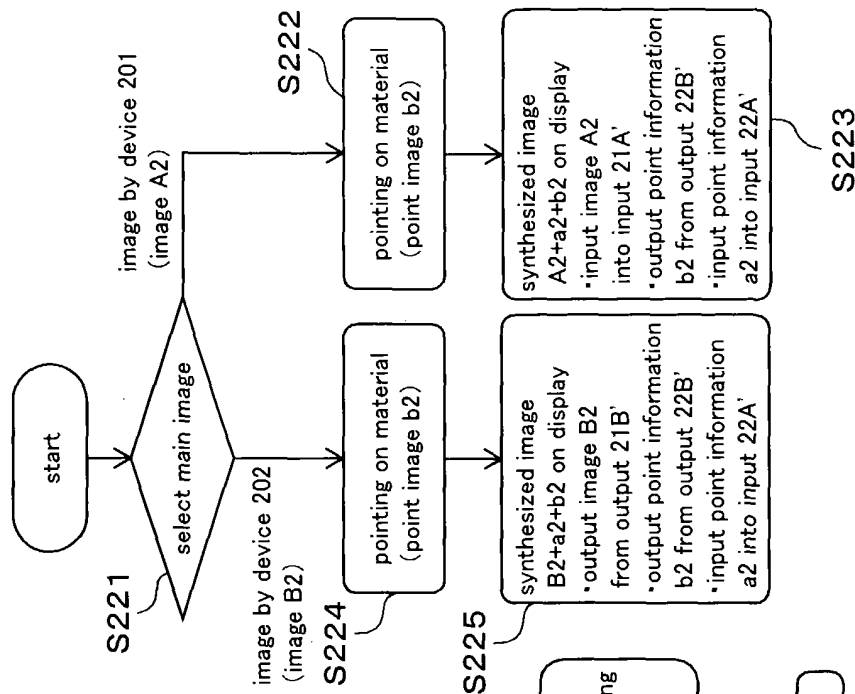 start
S221
select main image
image by device 201
(image A2)
image by device 202
(image B2)
S222
pointing on material
(point image b2)
S224
pointing on material
(point image b2)
synthesized image
A2+a2+b2 on display
•input image A2
into input 21A'
•output point information
b2 from output 22B'
•input point information
a2 into input 22A'
S223
S225
synthesized image
B2+a2+b2 on display
•output image B2
from output 21B'
•output point information
b2 from output 22B'
•input point information
a2 into input 22A'